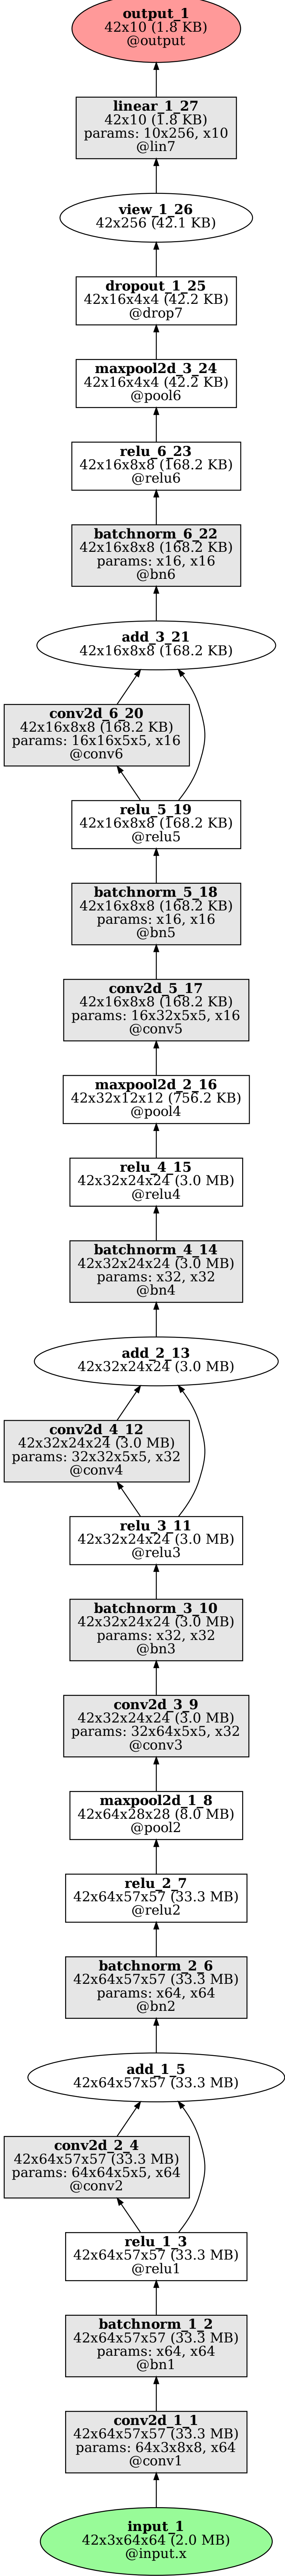 output_1
42x10 (1.8 KB)
@output
linear_1_27
42x10 (1.8 KB)
params: 10x256, x10
@lin7
view_1_26
42x256 (42.1 KB)
dropout_1_25
42x16x4x4 (42.2 KB)
@drop7
maxpool2d_3_24
42x16x4x4 (42.2 KB)
@pool6
relu_6_23
42x16x8x8 (168.2 KB)
@relu6
batchnorm_6_22
42x16x8x8 (168.2 KB)
params: x16, x16
@bn6
add_3_21
42x16x8x8 (168.2 KB)
conv2d_6_20
42x16x8x8 (168.2 KB)
params: 16x16x5x5, x16
@conv6
relu_5_19
42x16x8x8 (168.2 KB)
@relu5
batchnorm_5_18
42x16x8x8 (168.2 KB)
params: x16, x16
@bn5
conv2d_5_17
42x16x8x8 (168.2 KB)
params: 16x32x5x5, x16
@conv5
maxpool2d_2_16
42x32x12x12 (756.2 KB)
@pool4
relu_4_15
42x32x24x24 (3.0 MB)
@relu4
batchnorm_4_14
42x32x24x24 (3.0 MB)
params: x32, x32
@bn4
add_2_13
42x32x24x24 (3.0 MB)
conv2d_4_12
42x32x24x24 (3.0 MB)
params: 32x32x5x5, x32
@conv4
relu_3_11
42x32x24x24 (3.0 MB)
@relu3
batchnorm_3_10
42x32x24x24 (3.0 MB)
params: x32, x32
@bn3
conv2d_3_9
42x32x24x24 (3.0 MB)
params: 32x64x5x5, x32
@conv3
maxpool2d_1_8
42x64x28x28 (8.0 MB)
@pool2
relu_2_7
42x64x57x57 (33.3 MB)
@relu2
batchnorm_2_6
42x64x57x57 (33.3 MB)
params: x64, x64
@bn2
add_1_5
42x64x57x57 (33.3 MB)
conv2d_2_4
42x64x57x57 (33.3 MB)
params: 64x64x5x5, x64
@conv2
relu_1_3
42x64x57x57 (33.3 MB)
@relu1
batchnorm_1_2
42x64x57x57 (33.3 MB)
params: x64, x64
@bn1
conv2d_1_1
42x64x57x57 (33.3 MB)
params: 64x3x8x8, x64
@conv1
input_1
42x3x64x64 (2.0 MB)
@input.x